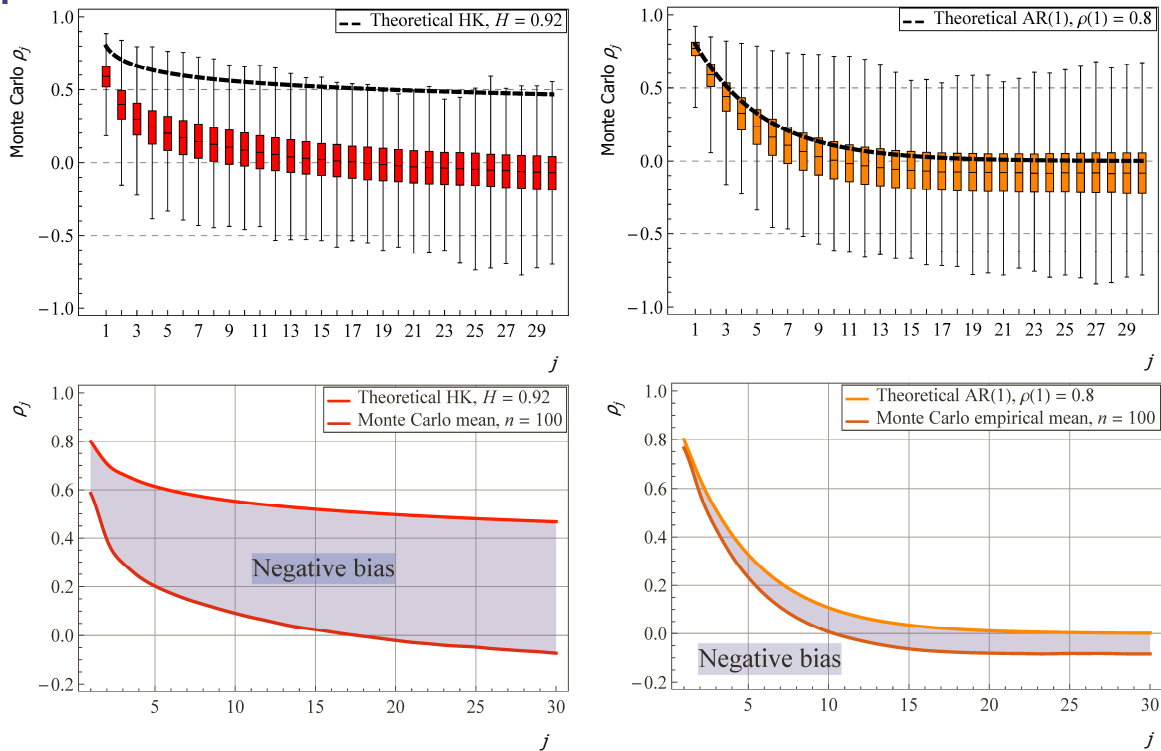 Theoretical HK, H = 0.92
Monte Carlo ρj
1.0
0.5
0.0
−0.5
−1.0
1 3 5 7 9 11 13 15 17 19 21 23 25 27 29
j
Theoretical AR(1), ρ(1) = 0.8
Monte Carlo ρj
1.0
0.5
0.0
−0.5
−1.0
1 3 5 7 9 11 13 15 17 19 21 23 25 27 29
j
Theoretical HK, H = 0.92
Monte Carlo mean, n = 100
ρj
1.0
0.8
0.6
0.4
0.2
0.0
−0.2
Negative bias
5 10 15 20 25 30
j
Theoretical AR(1), ρ(1) = 0.8
Monte Carlo empirical mean, n = 100
ρj
1.0
0.8
0.6
0.4
0.2
0.0
−0.2
Negative bias
5 10 15 20 25 30
j